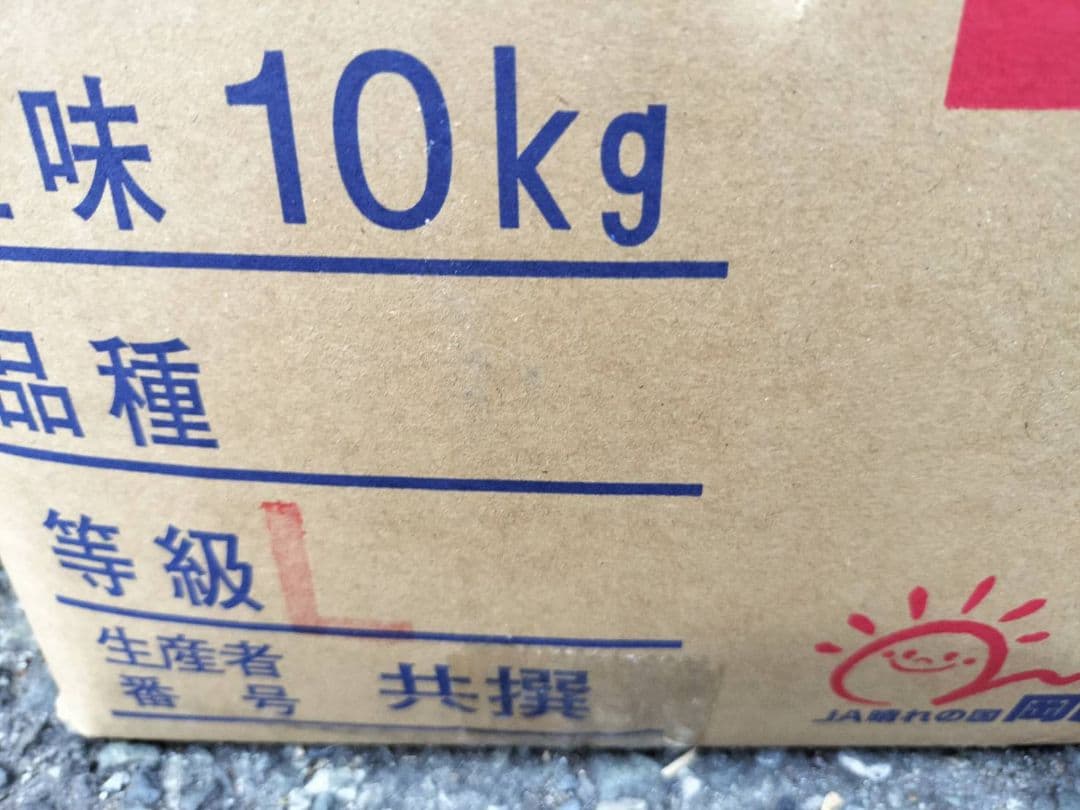 味 10kg
品種
等級 L
生産者
番号 共撰
JA晴れの国 岡